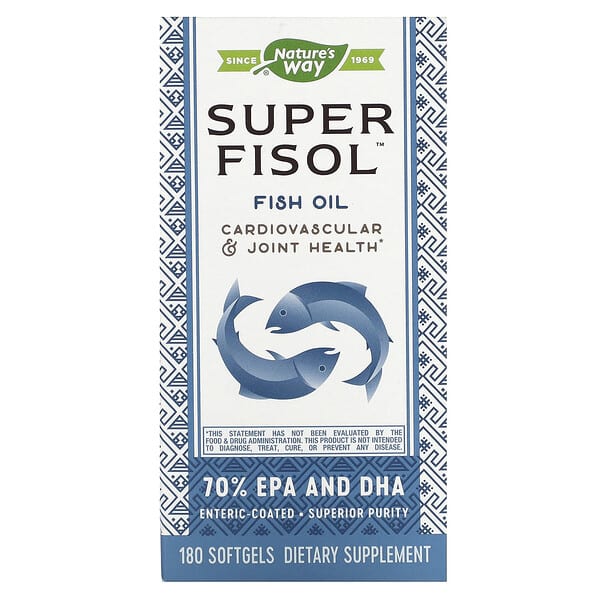 SINCE Nature's Way® 1969
SUPER
FISOL™
FISH OIL
CARDIOVASCULAR
& JOINT HEALTH*
*THIS STATEMENT HAS NOT BEEN EVALUATED BY THE
FOOD & DRUG ADMINISTRATION. THIS PRODUCT IS NOT INTENDED
TO DIAGNOSE, TREAT, CURE, OR PREVENT ANY DISEASE.
70% EPA AND DHA
ENTERIC-COATED • SUPERIOR PURITY
180 SOFTGELS DIETARY SUPPLEMENT